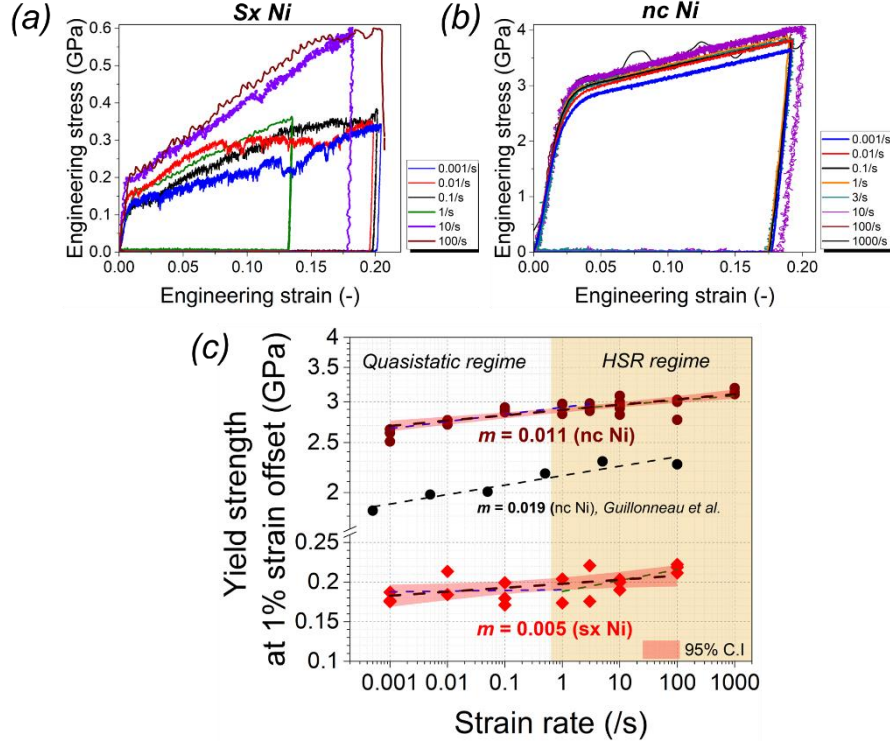 (a)
Sx Ni
Engineering stress (GPa)
0.6
0.5
0.4
0.3
0.2
0.1
0.0
0.00 0.05 0.10 0.15 0.20
Engineering strain (-)
0.001/s
0.01/s
0.1/s
1/s
10/s
100/s
(b)
nc Ni
Engineering stress (GPa)
4
3
2
1
0
0.00 0.05 0.10 0.15 0.20
Engineering strain (-)
0.001/s
0.01/s
0.1/s
1/s
3/s
10/s
100/s
1000/s
(c)
Yield strength
at 1% strain offset (GPa)
4
3.5
3
2.5
2
0.25
0.2
0.15
0.1
Quasistatic regime
HSR regime
m = 0.011 (nc Ni)
m = 0.019 (nc Ni), Guillonneau et al.
m = 0.005 (sx Ni)
95% C.I
0.001 0.01 0.1 1 10 100 1000
Strain rate (/s)